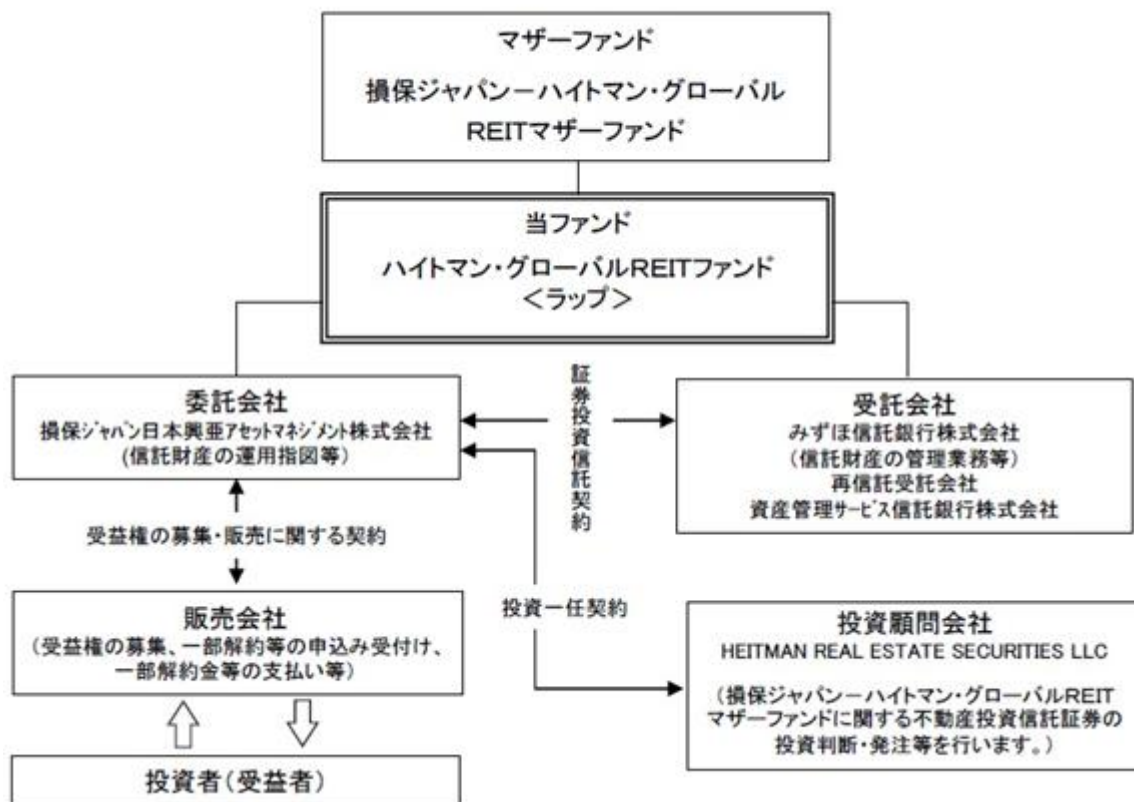 マザーファンド
損保ジャパン－ハイトマン・グローバル
REITマザーファンド
当ファンド
ハイトマン・グローバルREITファンド
＜ラップ＞
委託会社
損保ジャパン日本興亜アセットマネジメント株式会社
(信託財産の運用指図等)
証券投資信託契約
受託会社
みずほ信託銀行株式会社
（信託財産の管理業務等）
再信託受託会社
資産管理サービス信託銀行株式会社
受益権の募集・販売に関する契約
販売会社
（受益権の募集、一部解約等の申込み受付け、
一部解約金等の支払い等）
投資一任契約
投資顧問会社
HEITMAN REAL ESTATE SECURITIES LLC
（損保ジャパン－ハイトマン・グローバルREIT
マザーファンドに関する不動産投資信託証券の
投資判断・発注等を行います。）
投資者（受益者）